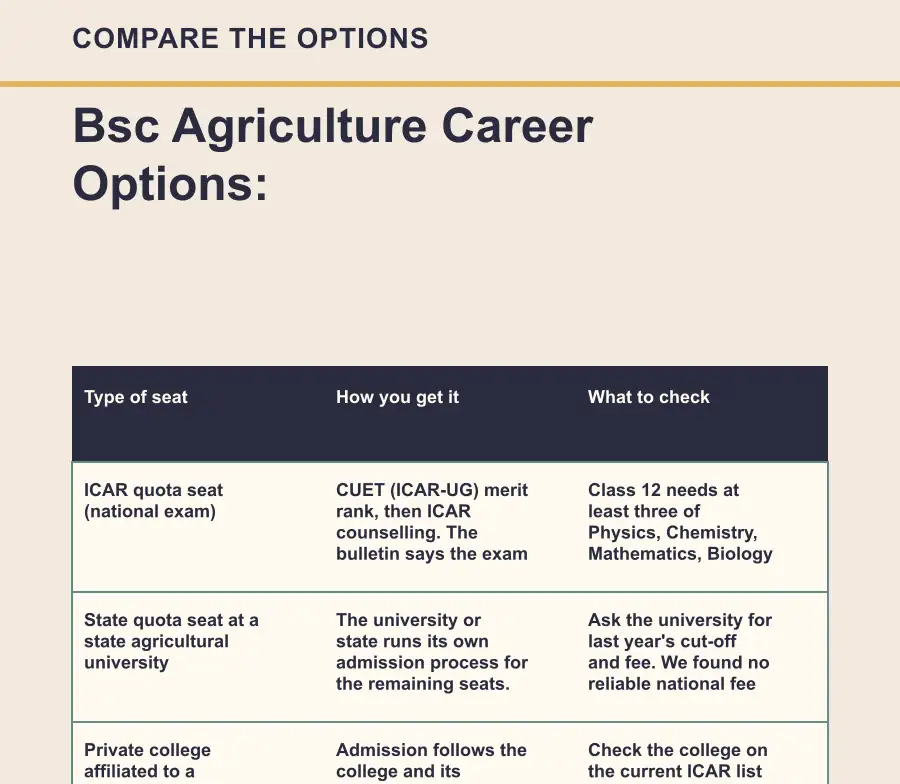 COMPARE THE OPTIONS
Bsc Agriculture Career
Options:
Type of seat
How you get it
What to check
ICAR quota seat
(national exam)
CUET (ICAR-UG) merit
rank, then ICAR
counselling. The
bulletin says the exam
Class 12 needs at
least three of
Physics, Chemistry,
Mathematics, Biology
State quota seat at a
state agricultural
university
The university or
state runs its own
admission process for
the remaining seats.
Ask the university for
last year's cut-off
and fee. We found no
reliable national fee
Private college
affiliated to a
Admission follows the
college and its
Check the college on
the current ICAR list